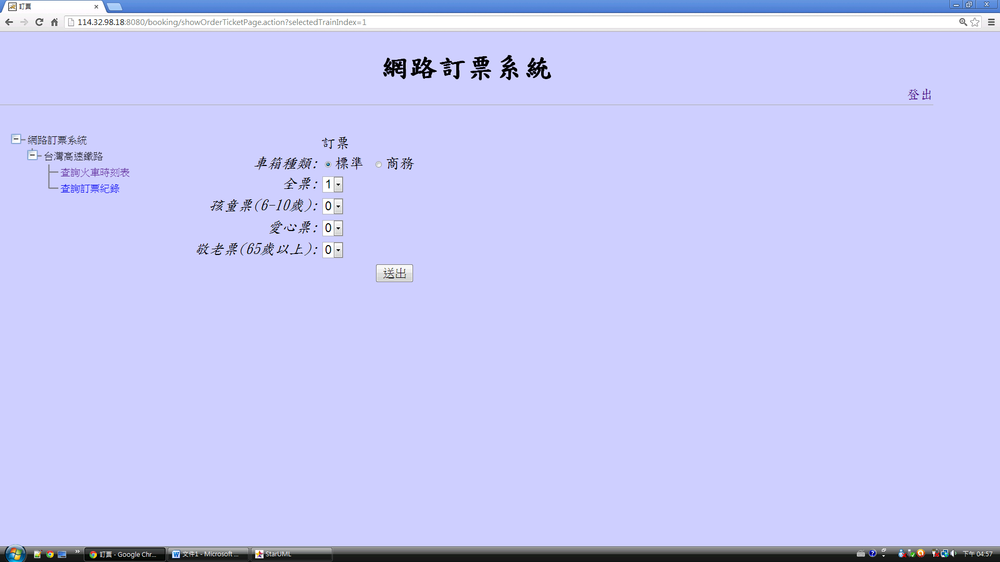 訂票
114.32.98.18:8080/booking/showOrderTicketPage.action?selectedTrainIndex=1
網路訂票系統
登出
網路訂票系統
台灣高速鐵路
查詢火車時刻表
查詢訂票紀錄
訂票
車箱種類: 標準 商務
全票: 1
孩童票(6-10歲): 0
愛心票: 0
敬老票(65歲以上): 0
送出
訂票 - Google Chr...
文件1 - Microsoft ...
StarUML
下午 04:57